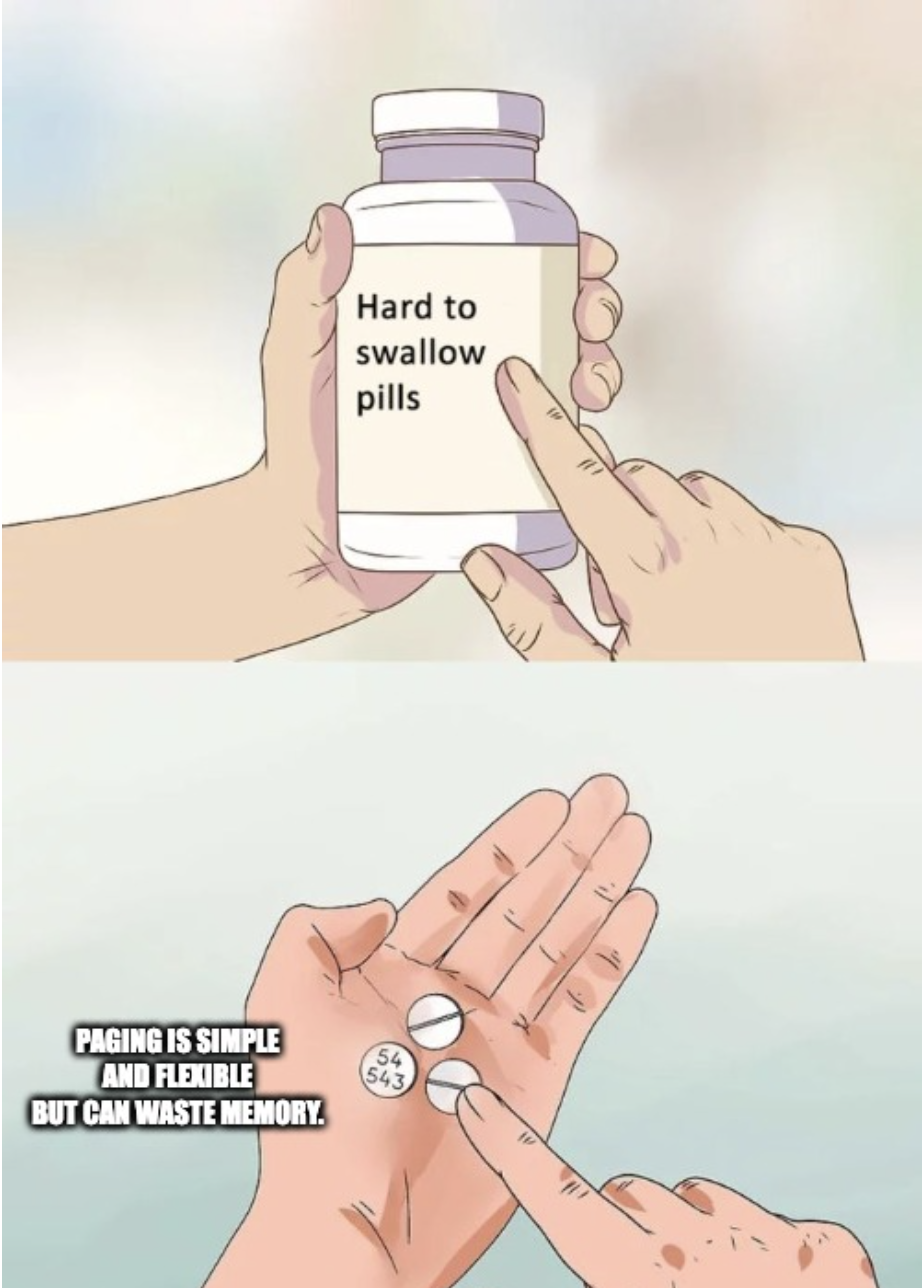 Hard to
swallow
pills
PAGING IS SIMPLE
AND FLEXIBLE
BUT CAN WASTE MEMORY.
54
543